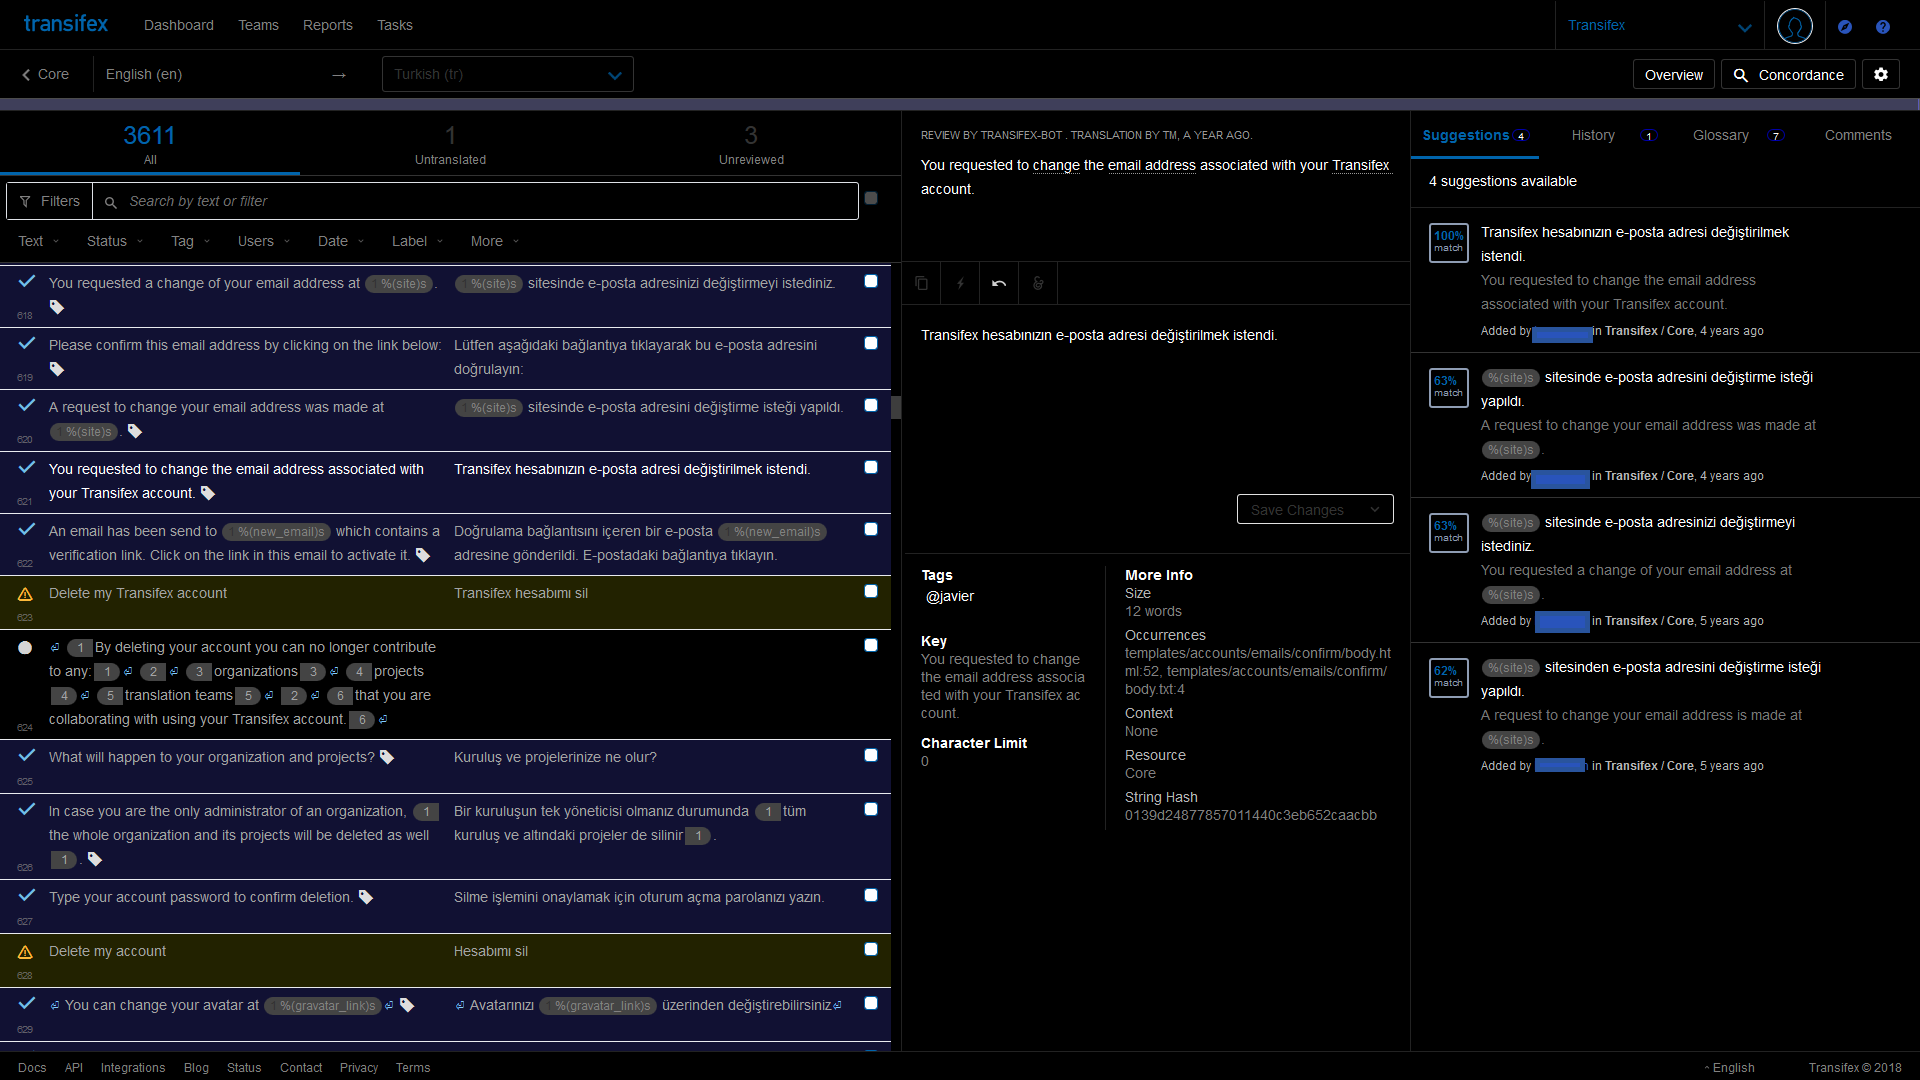 transifex Dashboard Teams Reports Tasks Transifex
Core English (en) → Turkish (tr) Overview Concordance
3611 1 3
All Untranslated Unreviewed
Filters Search by text or filter
Text Status Tag Users Date Label More
You requested a change of your email address at %(site)s . %(site)s sitesinde e-posta adresinizi değiştirmeyi istediniz.
618
Please confirm this email address by clicking on the link below: Lütfen aşağıdaki bağlantıya tıklayarak bu e-posta adresini
doğrulayın:
619
A request to change your email address was made at %(site)s sitesinde e-posta adresini değiştirme isteği yapıldı.
%(site)s .
620
You requested to change the email address associated with Transifex hesabınızın e-posta adresi değiştirilmek istendi.
your Transifex account.
621
An email has been send to %(new_email)s which contains a Doğrulama bağlantısını içeren bir e-posta %(new_email)s
verification link. Click on the link in this email to activate it. adresine gönderildi. E-postadaki bağlantıya tıklayın.
622
Delete my Transifex account Transifex hesabımı sil
623
⏎ 1 By deleting your account you can no longer contribute
to any: 1 ⏎ 2 ⏎ 3 organizations 3 ⏎ 4 projects
4 ⏎ 5 translation teams 5 ⏎ 2 ⏎ 6 that you are
collaborating with using your Transifex account. 6 ⏎
624
What will happen to your organization and projects? Kuruluş ve projelerinize ne olur?
625
In case you are the only administrator of an organization, 1 Bir kuruluşun tek yöneticisi olmanız durumunda 1 tüm
the whole organization and its projects will be deleted as well kuruluş ve altındaki projeler de silinir 1 .
1 .
626
Type your account password to confirm deletion. Silme işlemini onaylamak için oturum açma parolanızı yazın.
627
Delete my account Hesabımı sil
628
⏎ You can change your avatar at %(gravatar_link)s ⏎ ⏎ Avatarınızı %(gravatar_link)s üzerinden değiştirebilirsiniz ⏎
629
REVIEW BY TRANSIFEX-BOT . TRANSLATION BY TM, A YEAR AGO.
You requested to change the email address associated with your Transifex
account.
Transifex hesabınızın e-posta adresi değiştirilmek istendi.
Save Changes
Tags
@javier
Key
You requested to change
the email address associa
ted with your Transifex ac
count.
Character Limit
0
More Info
Size
12 words
Occurrences
templates/accounts/emails/confirm/body.ht
ml:52, templates/accounts/emails/confirm/
body.txt:4
Context
None
Resource
Core
String Hash
0139d24877857011440c3eb652caacbb
Suggestions 4 History 1 Glossary 7 Comments
4 suggestions available
100% match
Transifex hesabınızın e-posta adresi değiştirilmek
istendi.
You requested to change the email address
associated with your Transifex account.
Added by in Transifex / Core, 4 years ago
63% match
%(site)s sitesinde e-posta adresini değiştirme isteği
yapıldı.
A request to change your email address was made at
%(site)s .
Added by in Transifex / Core, 4 years ago
63% match
%(site)s sitesinde e-posta adresinizi değiştirmeyi
istediniz.
You requested a change of your email address at
%(site)s .
Added by in Transifex / Core, 5 years ago
62% match
%(site)s sitesinden e-posta adresini değiştirme isteği
yapıldı.
A request to change your email address is made at
%(site)s .
Added by in Transifex / Core, 5 years ago
Docs API Integrations Blog Status Contact Privacy Terms English Transifex © 2018